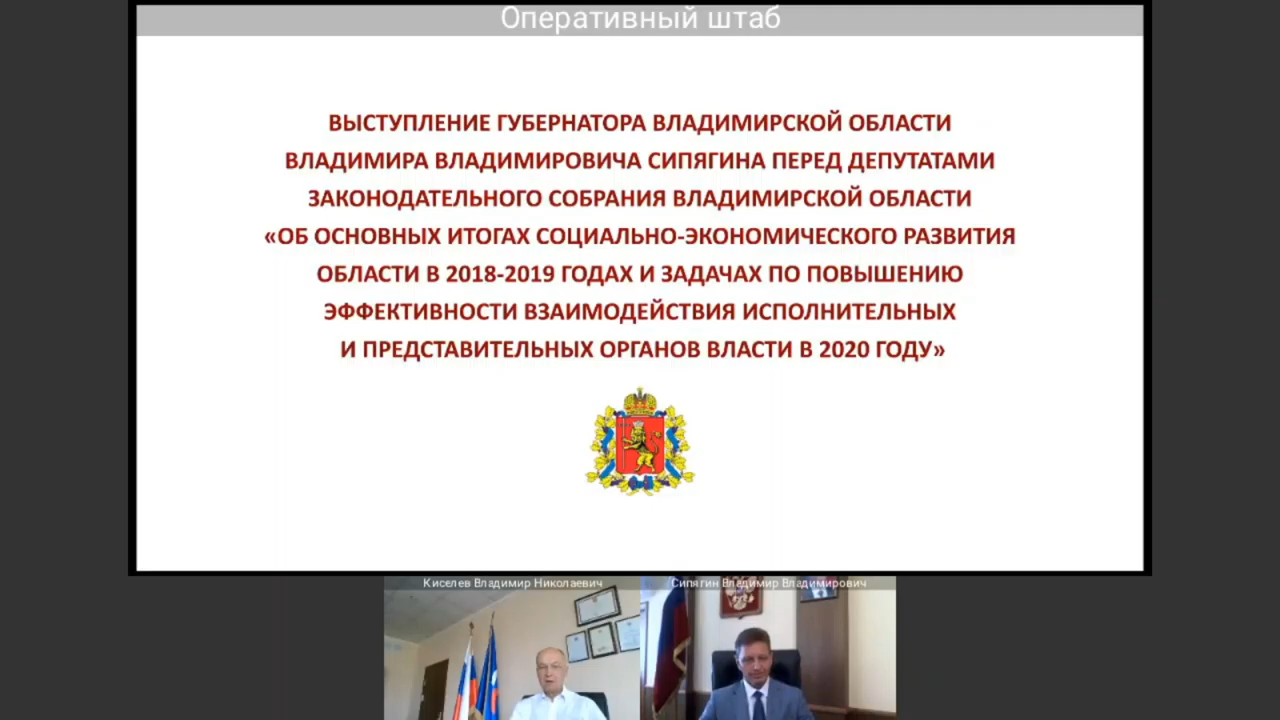 Оперативный штаб
ВЫСТУПЛЕНИЕ ГУБЕРНАТОРА ВЛАДИМИРСКОЙ ОБЛАСТИ
ВЛАДИМИРА ВЛАДИМИРОВИЧА СИПЯГИНА ПЕРЕД ДЕПУТАТАМИ
ЗАКОНОДАТЕЛЬНОГО СОБРАНИЯ ВЛАДИМИРСКОЙ ОБЛАСТИ
«ОБ ОСНОВНЫХ ИТОГАХ СОЦИАЛЬНО-ЭКОНОМИЧЕСКОГО РАЗВИТИЯ
ОБЛАСТИ В 2018-2019 ГОДАХ И ЗАДАЧАХ ПО ПОВЫШЕНИЮ
ЭФФЕКТИВНОСТИ ВЗАИМОДЕЙСТВИЯ ИСПОЛНИТЕЛЬНЫХ
И ПРЕДСТАВИТЕЛЬНЫХ ОРГАНОВ ВЛАСТИ В 2020 ГОДУ»
Киселев Владимир Николаевич
Сипягин Владимир Владимирович